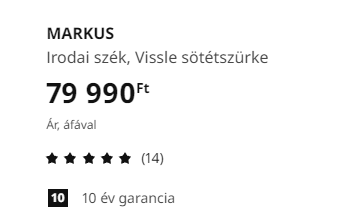 MARKUS
Irodai szék, Vissle sötétszürke
79 990Ft
Ár, áfával
(14)
10 10 év garancia